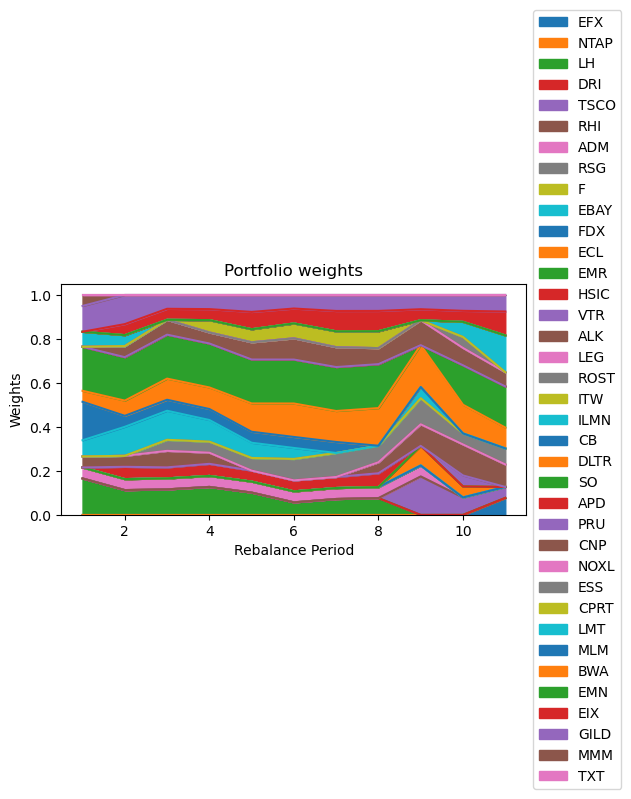 Portfolio weights
Weights
1.0
0.8
0.6
0.4
0.2
0.0
2
4
6
8
10
Rebalance Period
EFX
NTAP
LH
DRI
TSCO
RHI
ADM
RSG
F
EBAY
FDX
ECL
EMR
HSIC
VTR
ALK
LEG
ROST
ITW
ILMN
CB
DLTR
SO
APD
PRU
CNP
NOXL
ESS
CPRT
LMT
MLM
BWA
EMN
EIX
GILD
MMM
TXT